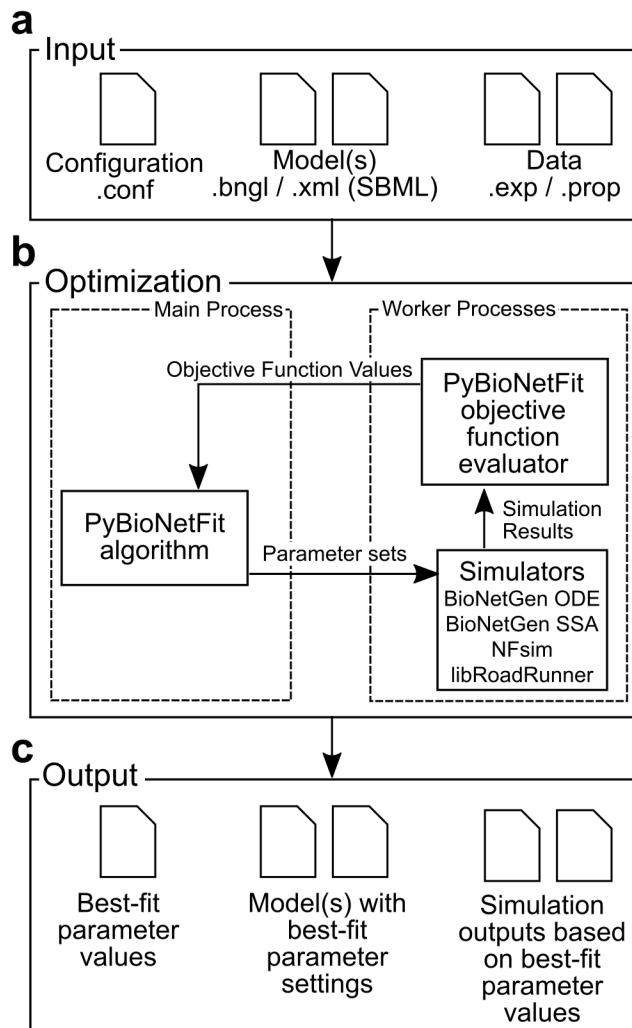 a
Input
Configuration
.conf
Model(s)
.bngl / .xml (SBML)
Data
.exp / .prop
b
Optimization
Main Process
Worker Processes
Objective Function Values
PyBioNetFit
objective
function
evaluator
PyBioNetFit
algorithm
Simulation
Results
Parameter sets
Simulators
BioNetGen ODE
BioNetGen SSA
NFsim
libRoadRunner
c
Output
Best-fit
parameter
values
Model(s) with
best-fit
parameter
settings
Simulation
outputs based
on best-fit
parameter
values